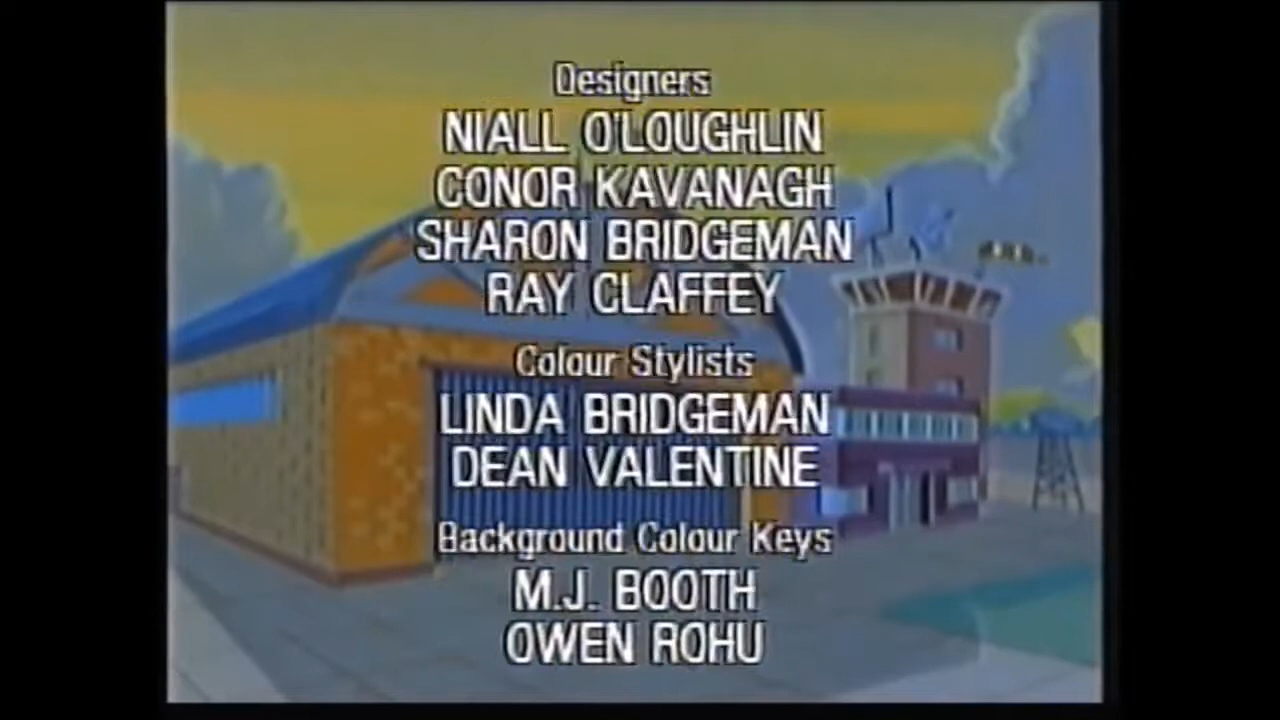 Designers
NIALL O'LOUGHLIN
CONOR KAVANAGH
SHARON BRIDGEMAN
RAY CLAFFEY
Colour Stylists
LINDA BRIDGEMAN
DEAN VALENTINE
Background Colour Keys
M.J. BOOTH
OWEN ROHU